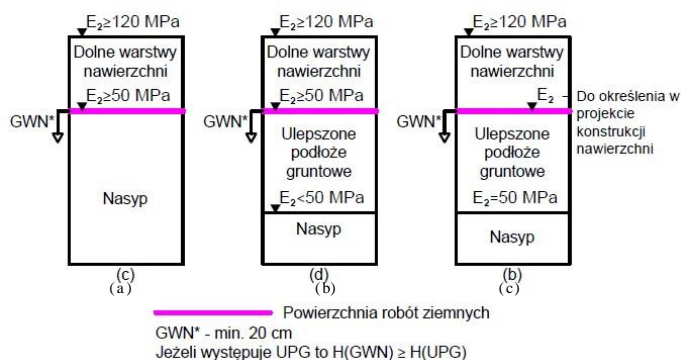 E₂≥120 MPa
Dolne warstwy
nawierzchni
E₂≥50 MPa
GWN*
Nasyp
(c)
(a)
E₂≥120 MPa
Dolne warstwy
nawierzchni
E₂≥50 MPa
GWN*
Ulepszone
podłoże
gruntowe
E₂<50 MPa
Nasyp
(d)
(b)
E₂≥120 MPa
Dolne warstwy
nawierzchni
E₂ – Do określenia w
projekcie
konstrukcji
nawierzchni
GWN*
Ulepszone
podłoże
gruntowe
E₂=50 MPa
Nasyp
(b)
(c)
Powierzchnia robót ziemnych
GWN* - min. 20 cm
Jeżeli występuje UPG to H(GWN) ≥ H(UPG)